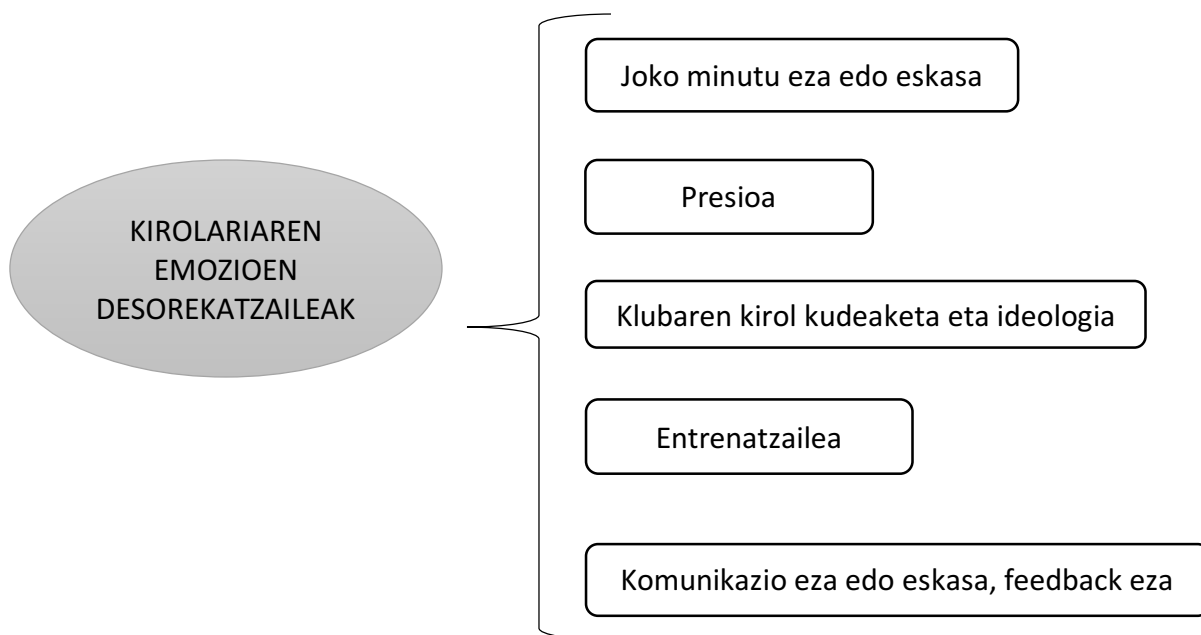 KIROLARIAREN
EMOZIOEN
DESOREKATZAILEAK
Joko minutu eza edo eskasa
Presioa
Klubaren kirol kudeaketa eta ideologia
Entrenatzailea
Komunikazio eza edo eskasa, feedback eza